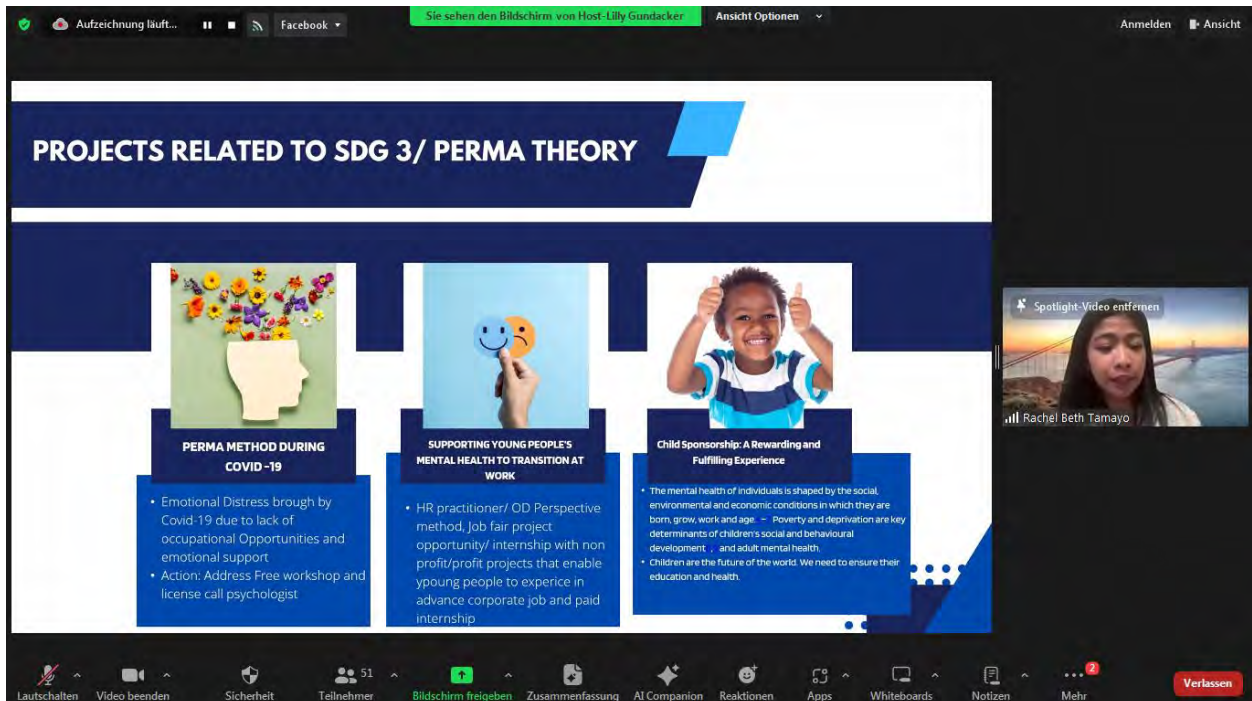 Aufzeichnung läuft...
Facebook
Sie sehen den Bildschirm von Host-Lilly Gundacker
Ansicht Optionen
Anmelden
Ansicht
PROJECTS RELATED TO SDG 3/ PERMA THEORY
PERMA METHOD DURING
COVID -19
• Emotional Distress brough by
Covid-19 due to lack of
occupational Opportunities and
emotional support
• Action: Address Free workshop and
license call psychologist
SUPPORTING YOUNG PEOPLE'S
MENTAL HEALTH TO TRANSITION AT
WORK
• HR practitioner/ OD Perspective
method, Job fair project
opportunity/ internship with non
profit/profit projects that enable
ypoung people to experice in
advance corporate job and paid
internship
Child Sponsorship: A Rewarding and
Fulfilling Experience
• The mental health of individuals is shaped by the social,
environmental and economic conditions in which they are
born, grow, work and age. – Poverty and deprivation are key
determinants of children's social and behavioural
development , and adult mental health.
• Children are the future of the world. We need to ensure their
education and health.
Spotlight-Video entfernen
Rachel Beth Tamayo
Lautschalten
Video beenden
Sicherheit
51
Teilnehmer
Bildschirm freigeben
Zusammenfassung
AI Companion
Reaktionen
Apps
Whiteboards
Notizen
2
Mehr
Verlassen